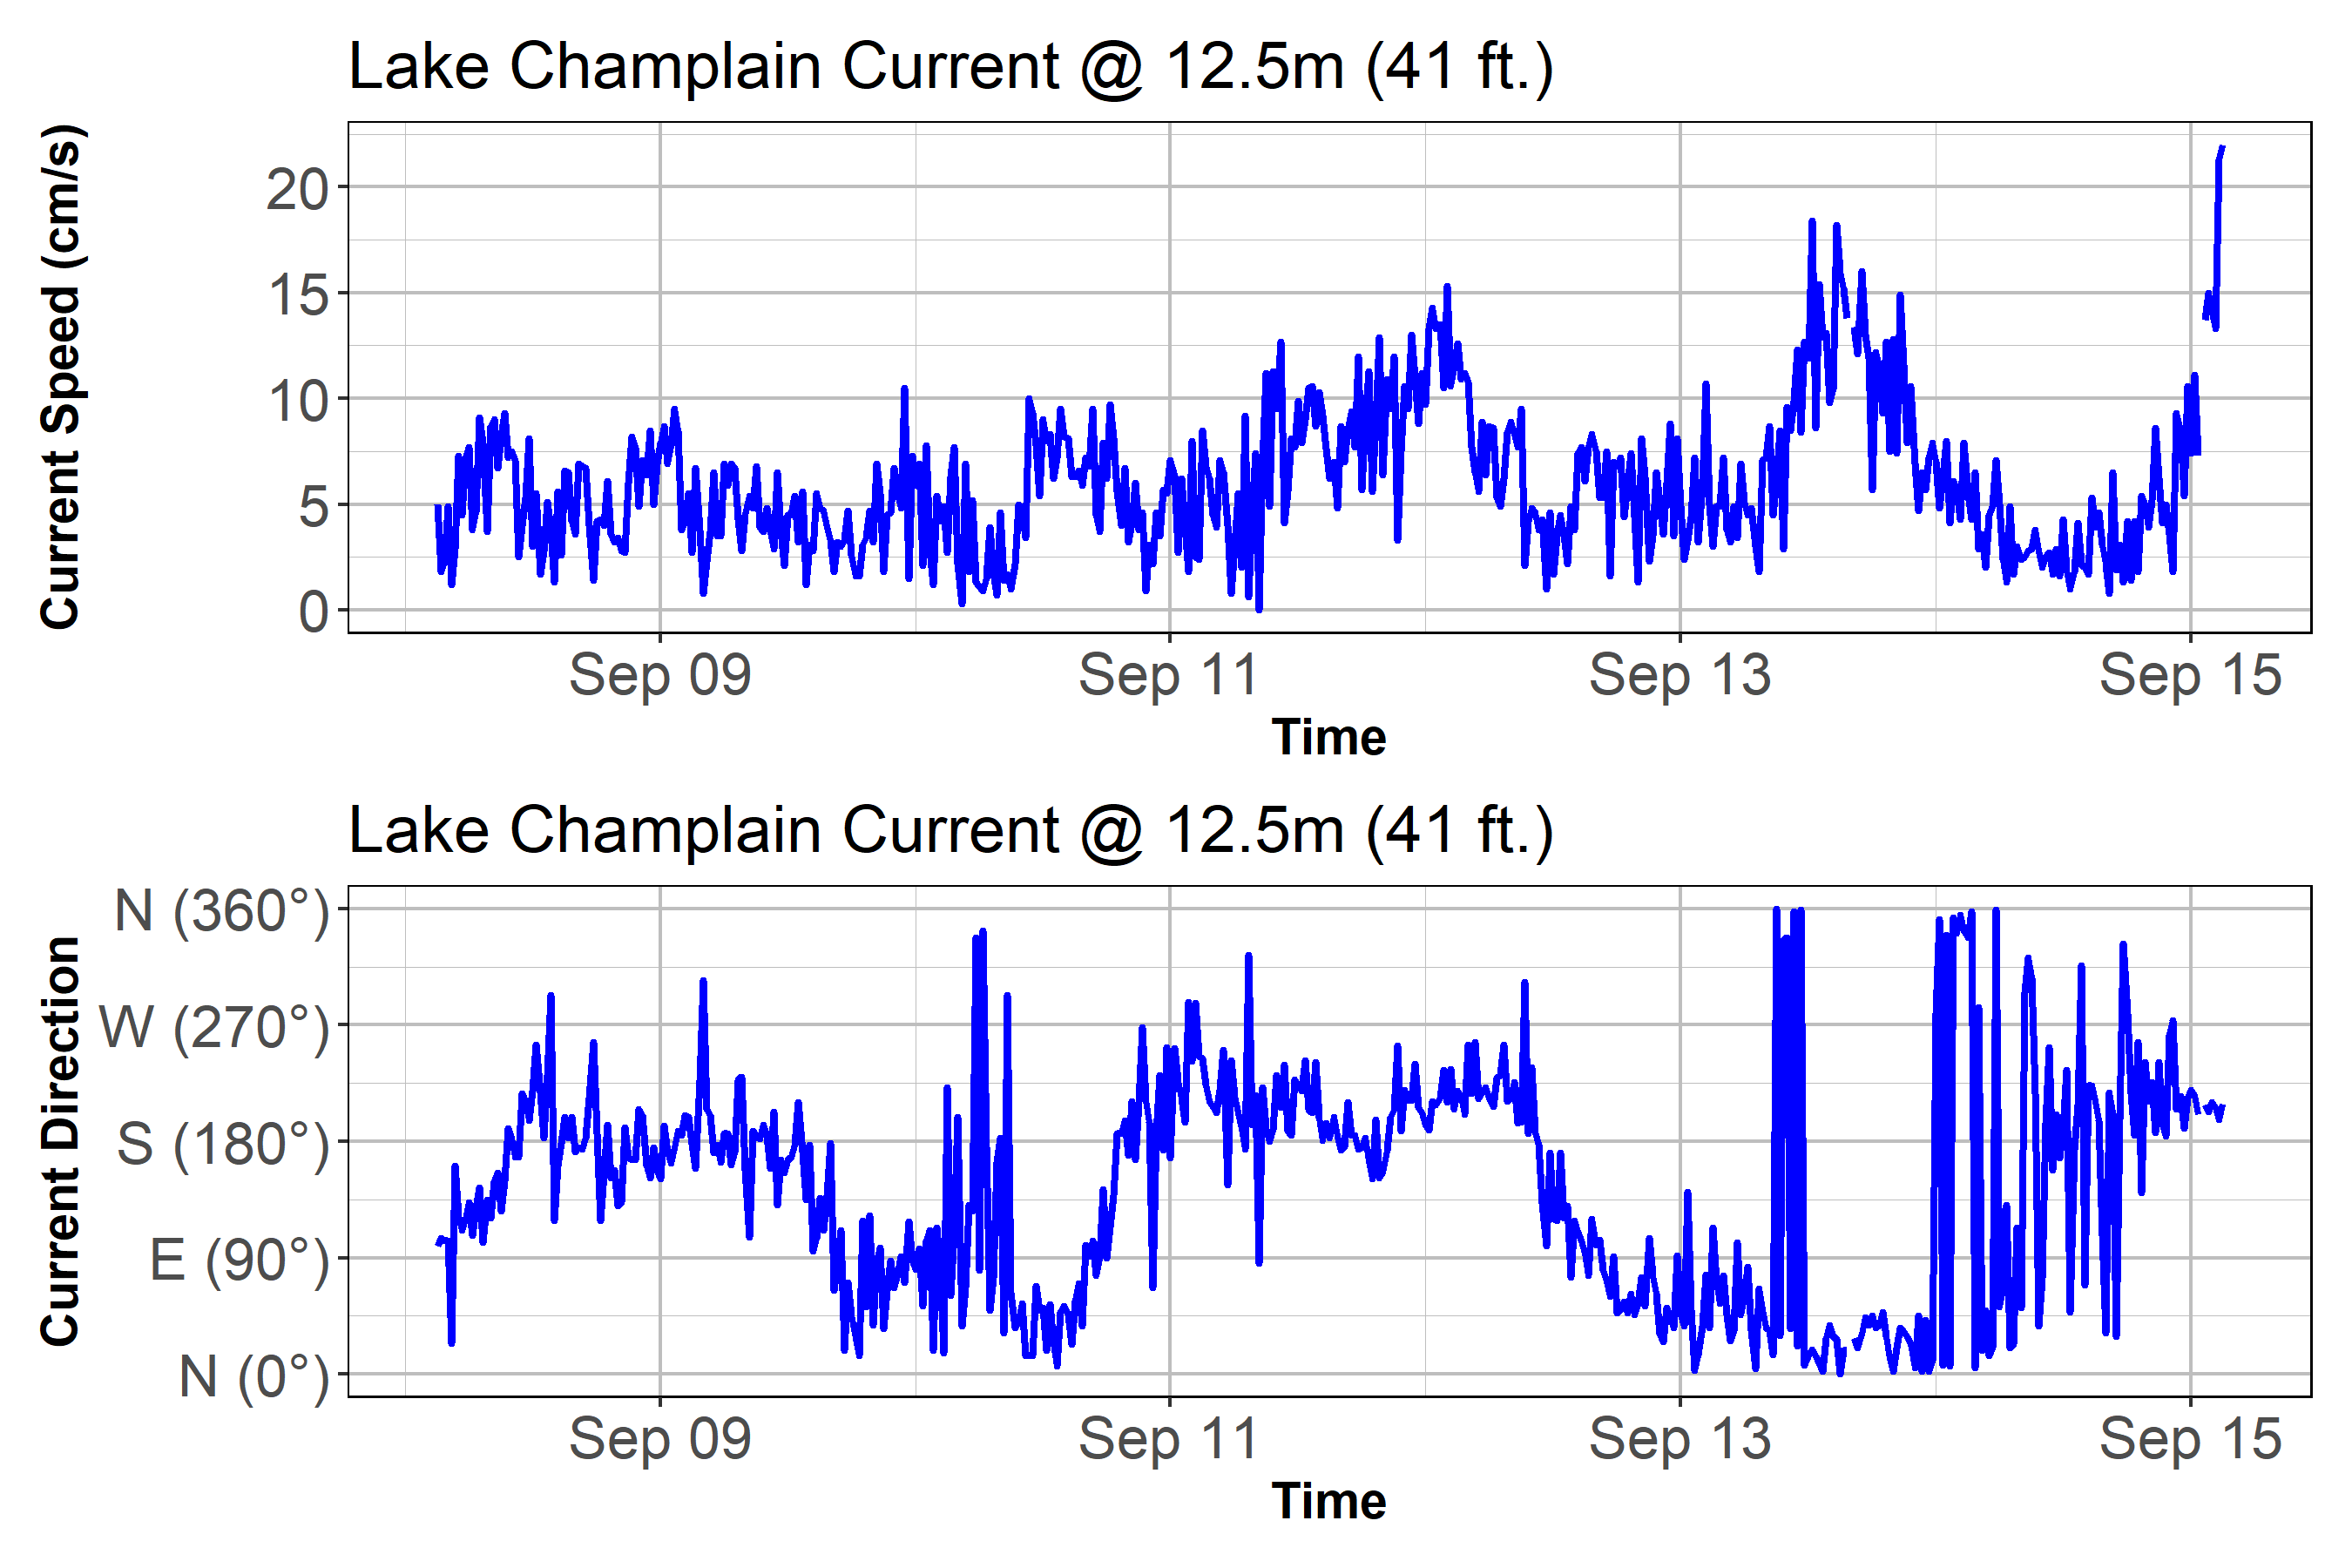 Lake Champlain Current @ 12.5m (41 ft.)
Current Speed (cm/s)
20
15
10
5
0
Sep 09 Sep 11 Sep 13 Sep 15
Time
Lake Champlain Current @ 12.5m (41 ft.)
Current Direction
N (360°)
W (270°)
S (180°)
E (90°)
N (0°)
Sep 09 Sep 11 Sep 13 Sep 15
Time